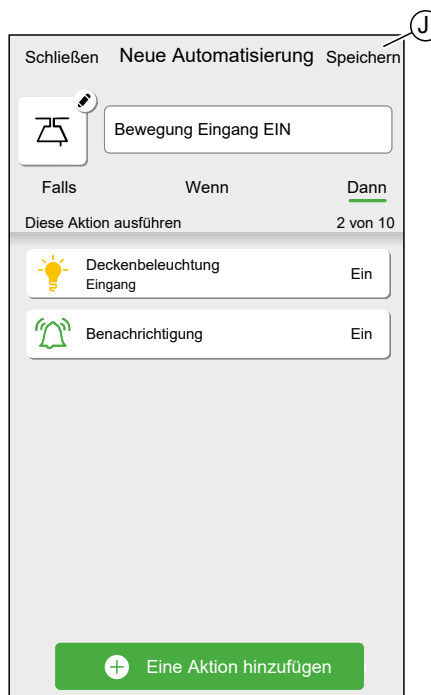 J
Schließen Neue Automatisierung Speichern
Bewegung Eingang EIN
Falls Wenn Dann
Diese Aktion ausführen 2 von 10
Deckenbeleuchtung
Eingang
Ein
Benachrichtigung Ein
Eine Aktion hinzufügen